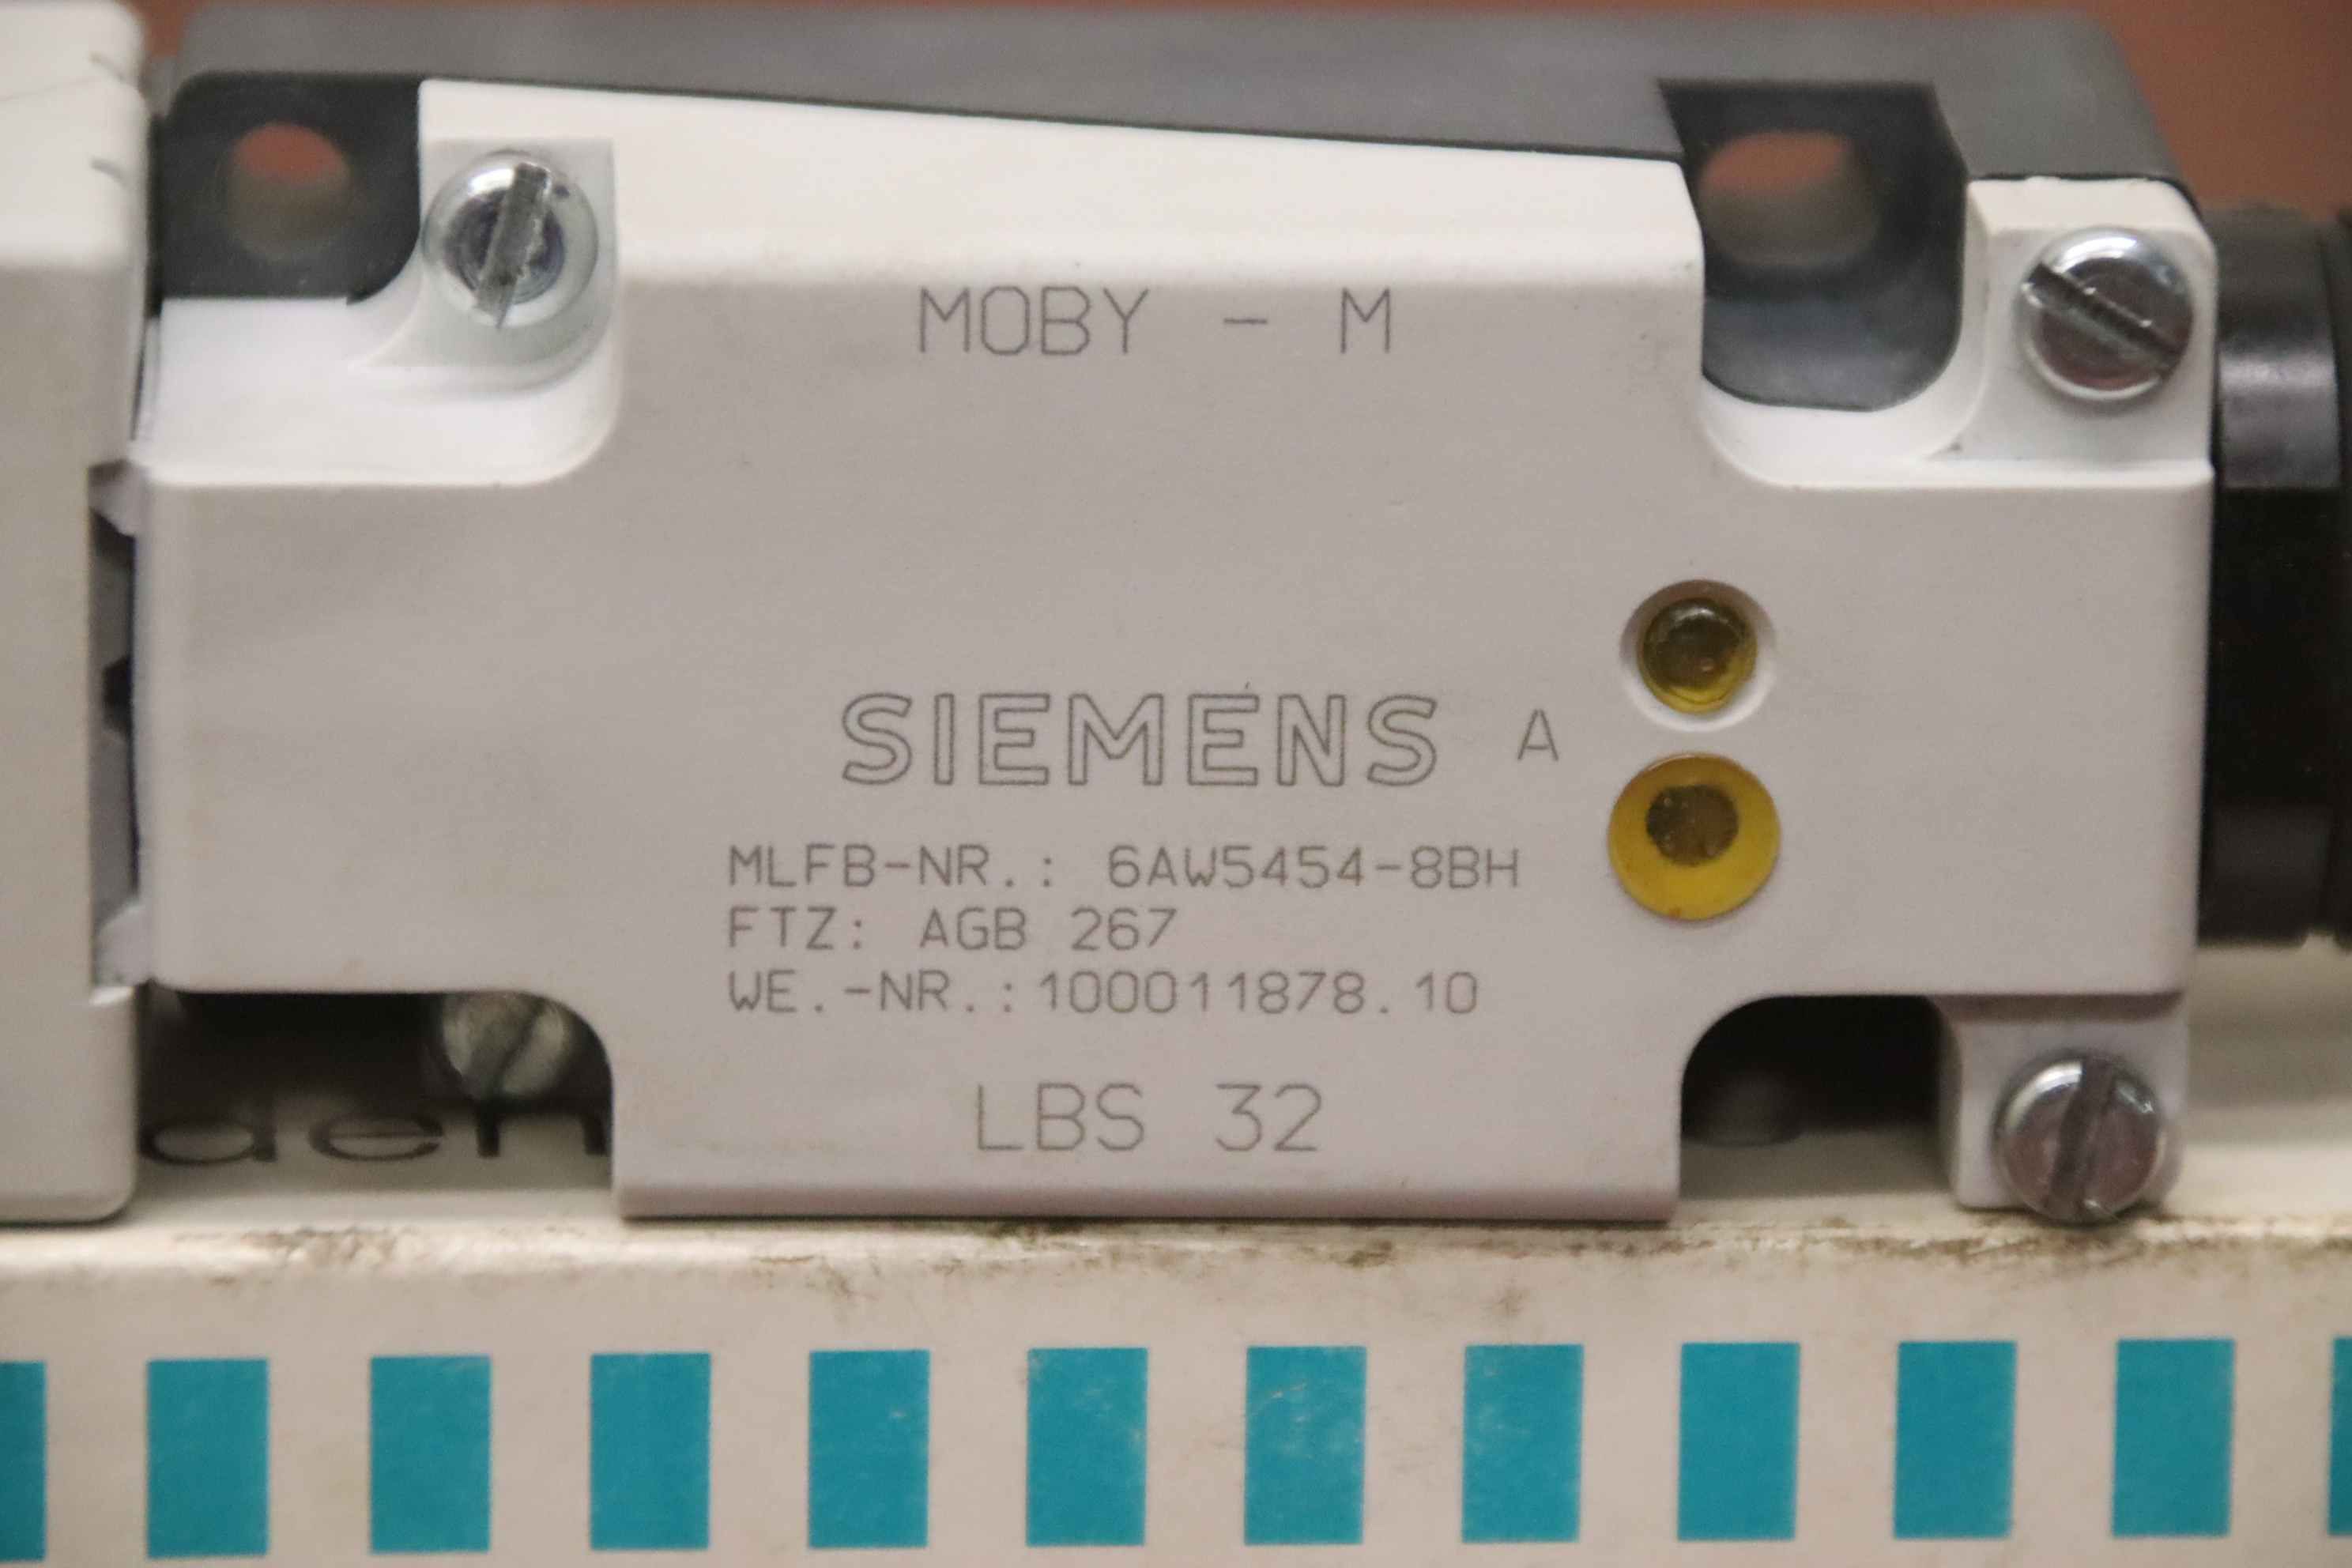 MOBY - M
SIEMENS A
MLFB-NR.: 6AW5454-8BH
FTZ: AGB 267
WE.-NR.:100011878.10
LBS 32